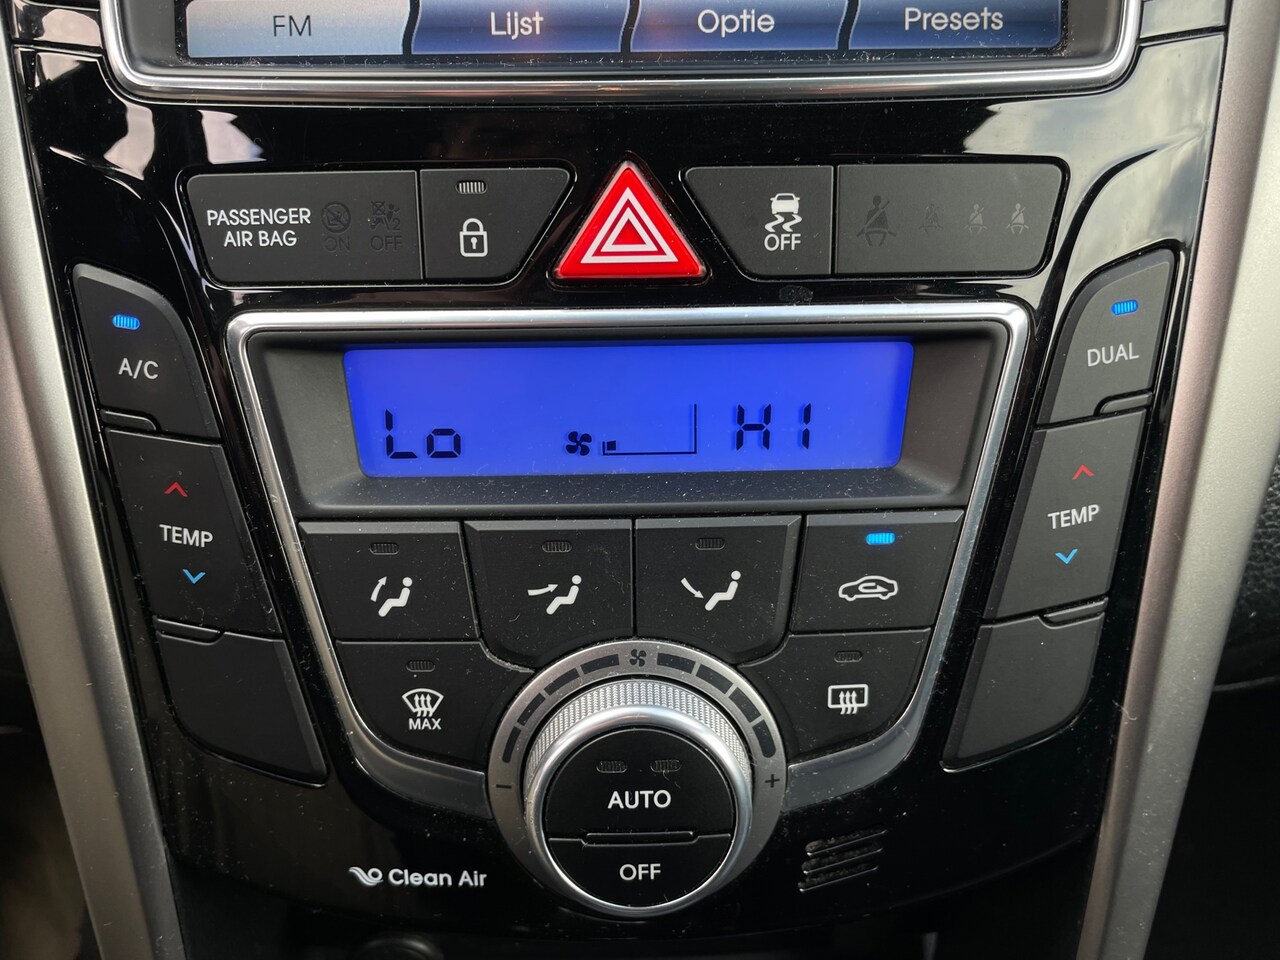 FM Lijst Optie Presets
PASSENGER
AIR BAG
ON OFF
2
OFF
A/C
DUAL
Lo HI
TEMP
TEMP
MAX
- +
AUTO
OFF
Clean Air